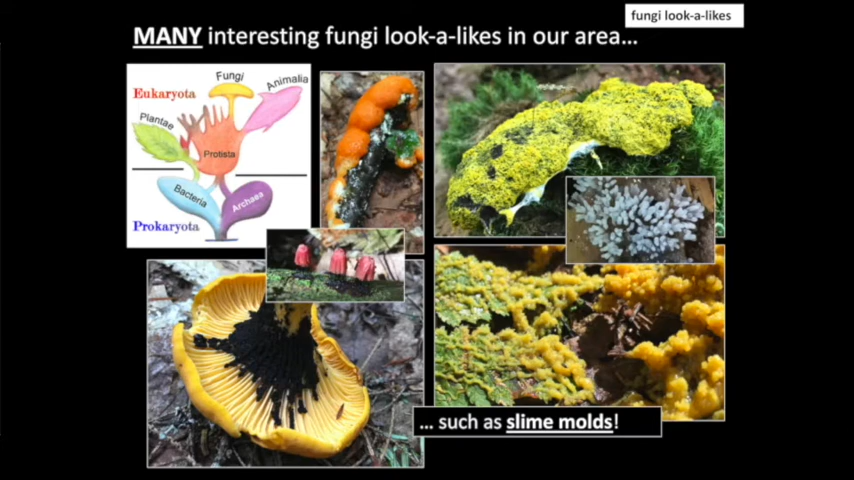 fungi look-a-likes
MANY interesting fungi look-a-likes in our area...
Fungi
Animalia
Eukaryota
Plantae
Protista
Bacteria
Archaea
Prokaryota
... such as slime molds!